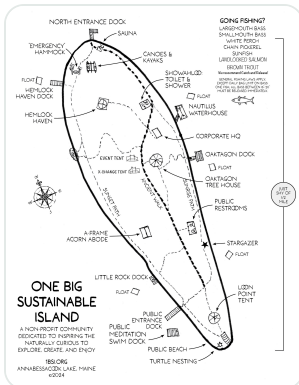 NORTH ENTRANCE DOCK
SAUNA
'EMERGENCY'
HAMMOCK
CANOES &
KAYAKS
FLOAT
HEMLOCK
HAVEN DOCK
SHOWAHLOO
TOILET &
SHOWER
FLOAT
HEMLOCK
HAVEN
NAUTILUS
WATERHOUSE
CORPORATE HQ
OAKTAGON DOCK
EVENT TENT
X-CHANGE TENT
FLOAT
OAKTAGON
TREE HOUSE
PUBLIC
RESTROOMS
A-FRAME
ACORN ABODE
STARGAZER
FLOAT
LITTLE ROCK DOCK
FLOAT
LOON
POINT
TENT
PUBLIC
ENTRANCE
DOCK
PUBLIC
MEDITATION
SWIM DOCK
PUBLIC BEACH
TURTLE NESTING
GOING FISHING?
LARGEMOUTH BASS
SMALLMOUTH BASS
WHITE PERCH
CHAIN PICKEREL
SUNFISH
LANDLOCKED SALMON
BROWN TROUT
JUST
SHY OF
1/2
MILE
ONE BIG
SUSTAINABLE
ISLAND
A NON-PROFIT COMMUNITY
DEDICATED TO INSPIRING THE
NATURALLY CURIOUS TO
EXPLORE, CREATE, AND ENJOY
1BSI.ORG
ANNABESSACOOK LAKE, MAINE
©2024